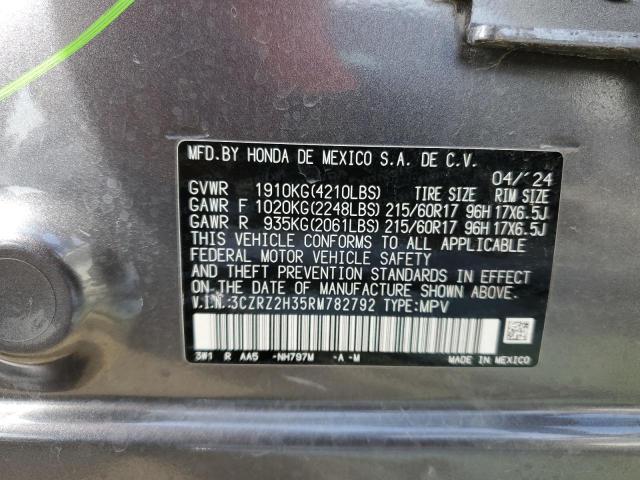 MFD.BY HONDA DE MEXICO S.A. DE C.V.
04/'24
GVWR 1910KG(4210LBS) TIRE SIZE RIM SIZE
GAWR F 1020KG(2248LBS) 215/60R17 96H 17X6.5J
GAWR R 935KG(2061LBS) 215/60R17 96H 17X6.5J
THIS VEHICLE CONFORMS TO ALL APPLICABLE
FEDERAL MOTOR VEHICLE SAFETY
AND THEFT PREVENTION STANDARDS IN EFFECT
ON THE DATE OF MANUFACTURE SHOWN ABOVE.
V.I.N.:3CZRZ2H35RM782792 TYPE:MPV
3W1 R AA5 -NH797M -A -M MADE IN MEXICO